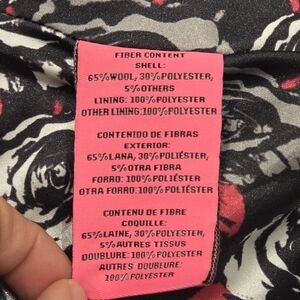 FIBER CONTENT
SHELL:
65%WOOL, 30%POLYESTER,
5%OTHERS
LINING: 100%POLYESTER
OTHER LINING:100%POLYESTER
CONTENIDO DE FIBRAS
EXTERIOR:
65%LANA, 30%POLIÉSTER,
5%OTRA FIBRA
FORRO: 100%POLIÉSTER
OTRA FORRO:100%POLIÉSTER
CONTENU DE FIBRE
COQUILLE:
65%LAINE, 30%POLYESTER,
5%AUTRES TISSUS
DOUBLURE: 100%POLYESTER
AUTRES DOUBLURE:
100%POLYESTER